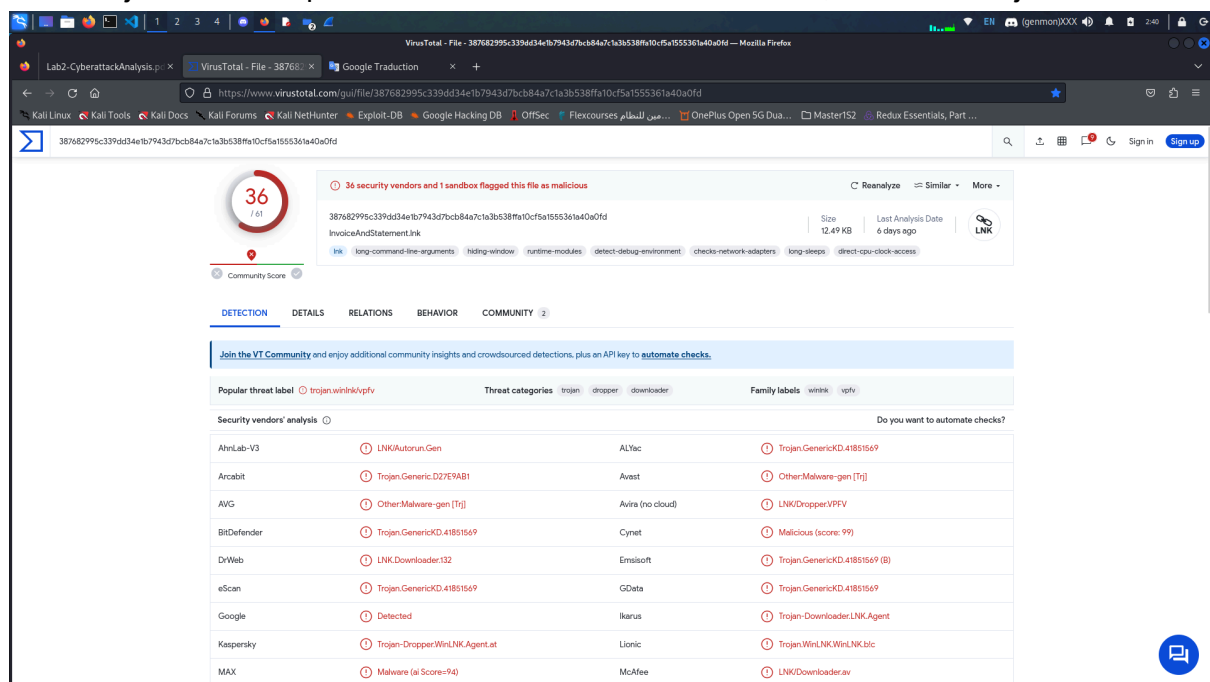 1 2 3 4 EN (genmon)XXX 2:40
VirusTotal - File - 387682995c339dd34e1b7943d7bcb84a7c1a3b538ffa10cf5a1555361a40a0fd — Mozilla Firefox
Lab2-CyberattackAnalysis.pd × VirusTotal - File - 387682 × Google Traduction × +
https://www.virustotal.com/gui/file/387682995c339dd34e1b7943d7bcb84a7c1a3b538ffa10cf5a1555361a40a0fd
Kali Linux Kali Tools Kali Docs Kali Forums Kali NetHunter Exploit-DB Google Hacking DB OffSec Flexcourses مين للنظام... OnePlus Open 5G Dua... Master1S2 Redux Essentials, Part ...
387682995c339dd34e1b7943d7bcb84a7c1a3b538ffa10cf5a1555361a40a0fd 9 Sign in Sign up
36 / 61
36 security vendors and 1 sandbox flagged this file as malicious Reanalyze Similar More
387682995c339dd34e1b7943d7bcb84a7c1a3b538ffa10cf5a1555361a40a0fd
InvoiceAndStatement.lnk
Size 12.49 KB Last Analysis Date 6 days ago LNK
lnk long-command-line-arguments hiding-window runtime-modules detect-debug-environment checks-network-adapters long-sleeps direct-cpu-clock-access
Community Score
DETECTION DETAILS RELATIONS BEHAVIOR COMMUNITY 2
Join the VT Community and enjoy additional community insights and crowdsourced detections, plus an API key to automate checks.
Popular threat label trojan.winlnk/vpfv Threat categories trojan dropper downloader Family labels winlnk vpfv
Security vendors' analysis Do you want to automate checks?
AhnLab-V3 LNK/Autorun.Gen ALYac Trojan.GenericKD.41851569
Arcabit Trojan.Generic.D27E9AB1 Avast Other:Malware-gen [Trj]
AVG Other:Malware-gen [Trj] Avira (no cloud) LNK/Dropper.VPFV
BitDefender Trojan.GenericKD.41851569 Cynet Malicious (score: 99)
DrWeb LNK.Downloader.132 Emsisoft Trojan.GenericKD.41851569 (B)
eScan Trojan.GenericKD.41851569 GData Trojan.GenericKD.41851569
Google Detected Ikarus Trojan-Downloader.LNK.Agent
Kaspersky Trojan-Dropper.WinLNK.Agent.at Lionic Trojan.WinLNK.WinLNK.b!c
MAX Malware (ai Score=94) McAfee LNK/Downloader.av